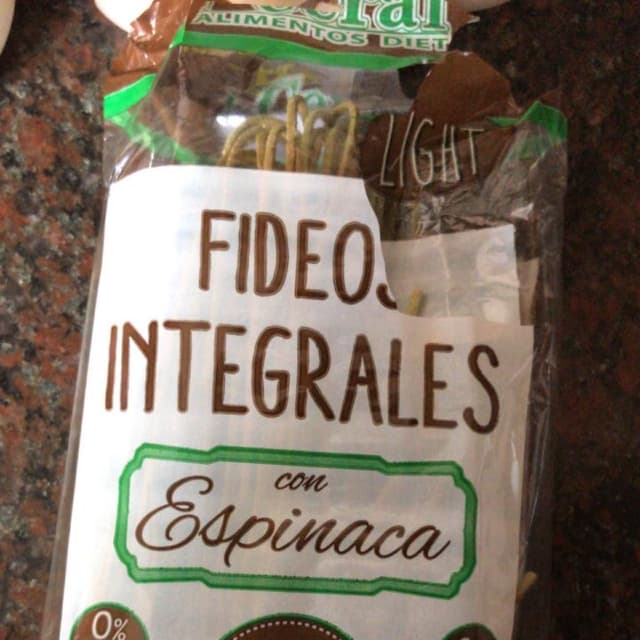 ALIMENTOS DIET
LIGHT
FIDEOS
INTEGRALES
con
Espinaca
0%